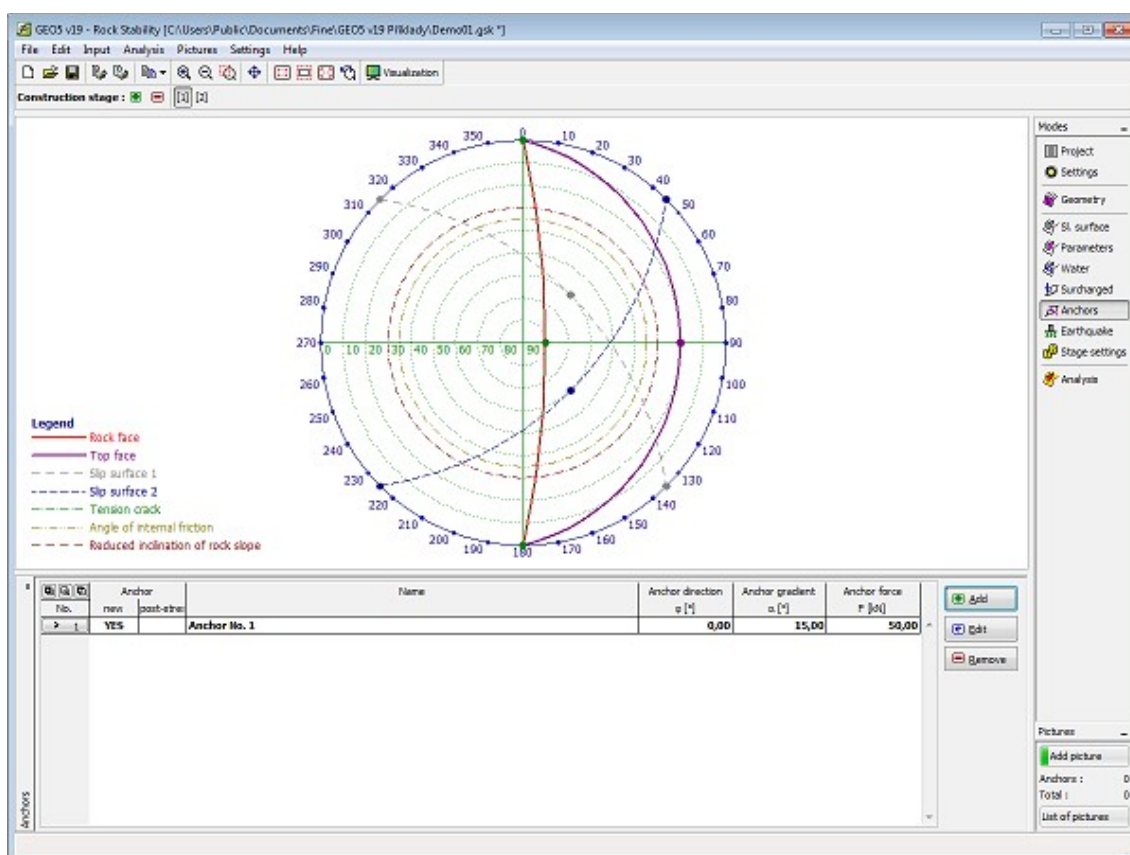 GEO5 v19 - Rock Stability [C:\Users\Public\Documents\Fine\GEO5 v19 Příklady\Demo01.gsk *]
File Edit Input Analysis Pictures Settings Help
Visualization
Construction stage : [1] [2]
0
350 10
340 20
330 30
320 40
310 50
300 60
290 70
280 80
270 0 10 20 30 40 50 60 70 80 90 90
260 100
250 110
240 120
230 130
220 140
210 150
200 160
190 170
180
Legend
Rock face
Top face
Slip surface 1
Slip surface 2
Tension crack
Angle of internal friction
Reduced inclination of rock slope
Modes
Project
Settings
Geometry
Sl. surface
Parameters
Water
Surcharged
Anchors
Earthquake
Stage settings
Analysis
No. Anchor Name Anchor direction Anchor gradient Anchor force
new post-stres α [°] F [kN]
> 1 YES Anchor No. 1 0,00 15,00 50,00
Add
Edit
Remove
Anchors
Pictures
Add picture
Anchors : 0
Total : 0
List of pictures